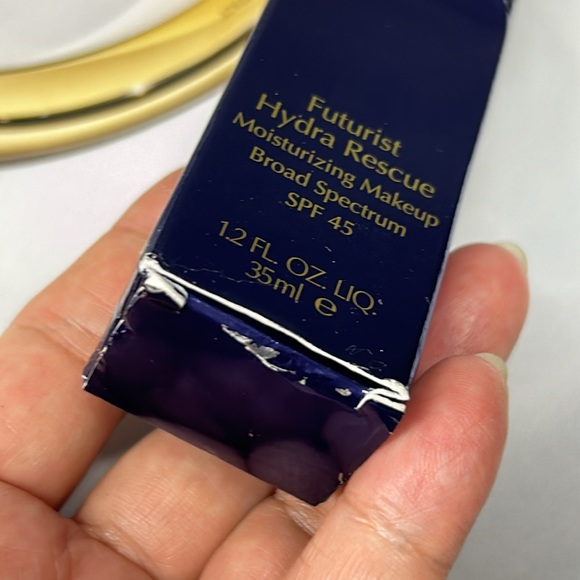 Futurist
Hydra Rescue
Moisturizing Makeup
Broad Spectrum
SPF 45
1.2 FL. OZ. LIQ.
35ml e